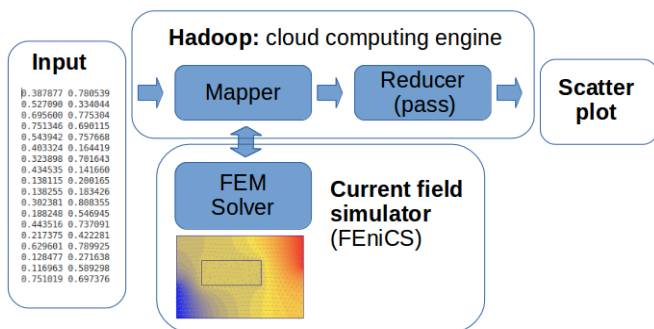 Input
0.387877 0.780539
0.527090 0.334044
0.695600 0.775304
0.751346 0.690115
0.543942 0.757668
0.403324 0.164419
0.323898 0.701643
0.434535 0.141660
0.138115 0.200165
0.138255 0.183426
0.302381 0.808355
0.188248 0.546945
0.443516 0.737091
0.217375 0.422281
0.629601 0.789925
0.128477 0.271638
0.116963 0.589298
0.751019 0.697376
Hadoop: cloud computing engine
Mapper
Reducer
(pass)
Scatter
plot
FEM
Solver
Current field
simulator
(FEniCS)